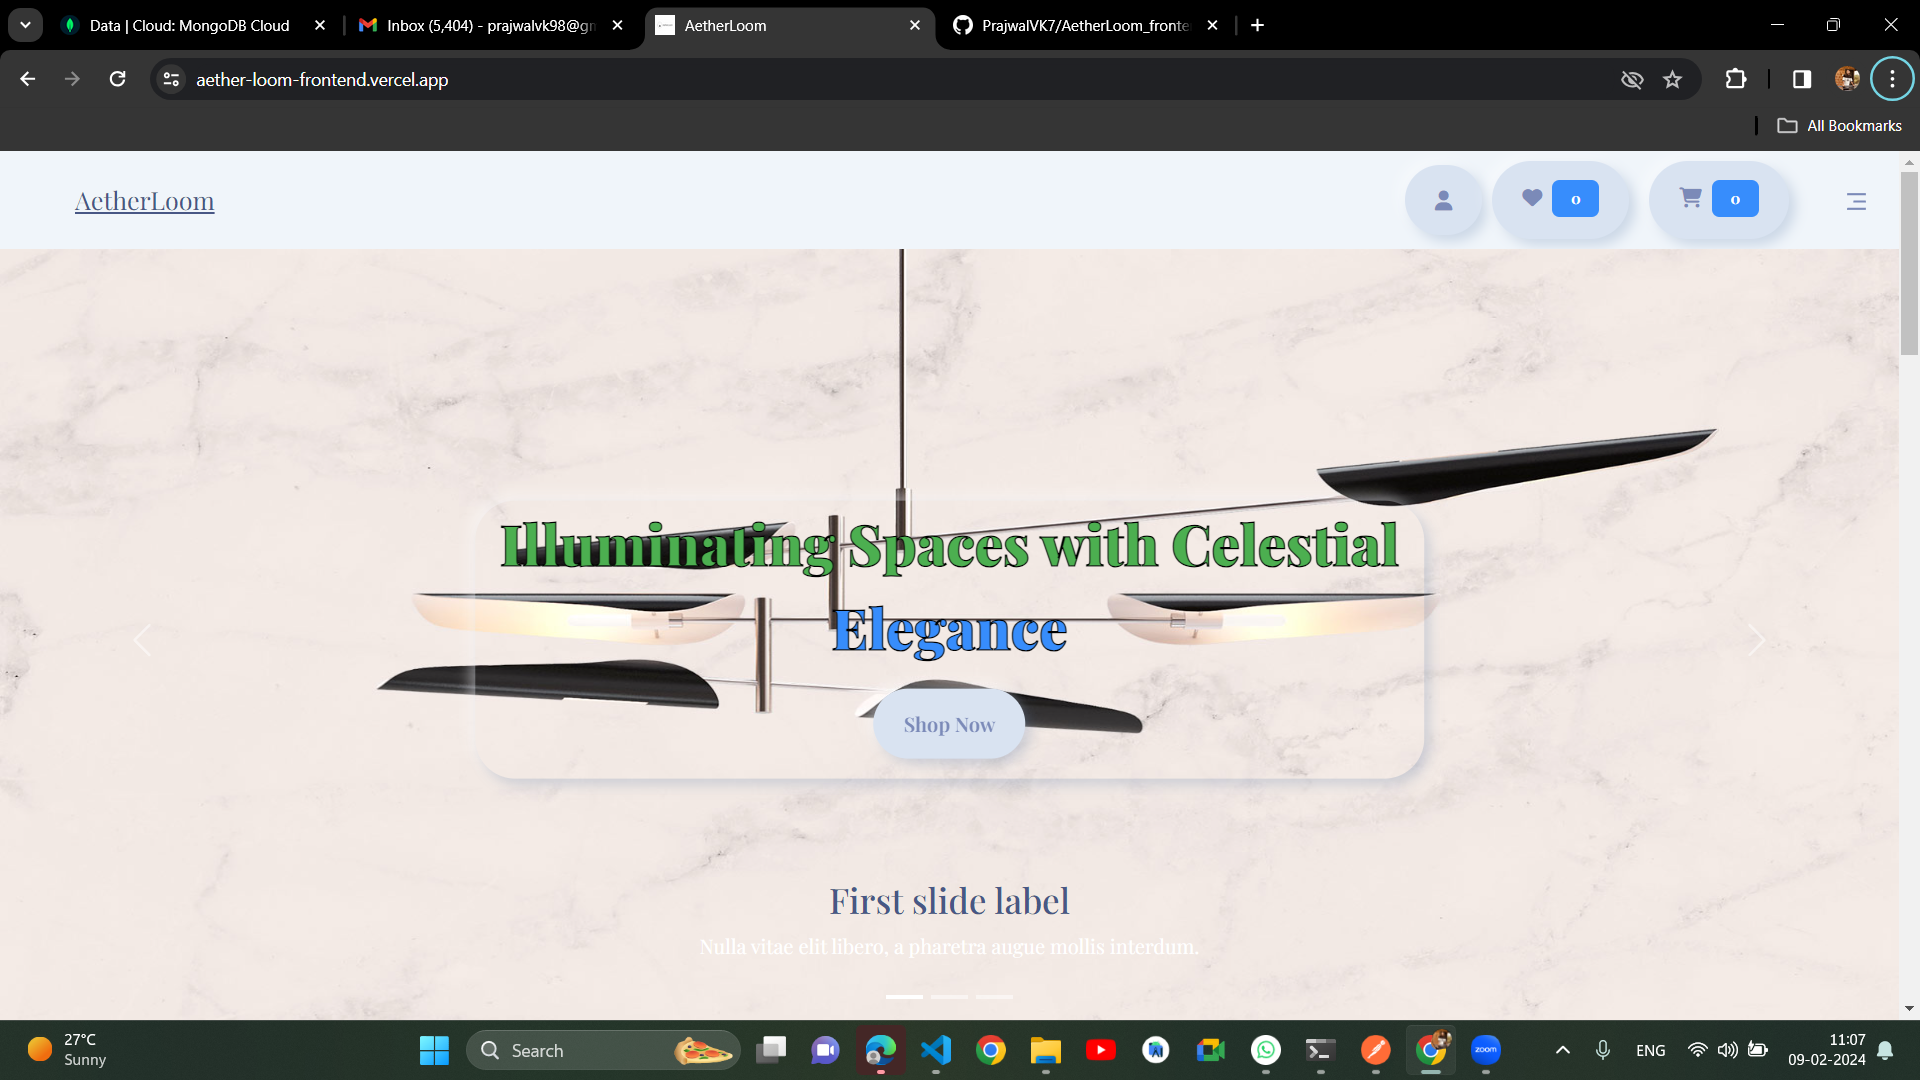 Data | Cloud: MongoDB Cloud
Inbox (5,404) - prajwalvk98@gm
AetherLoom
PrajwalVK7/AetherLoom_fronte
aether-loom-frontend.vercel.app
All Bookmarks
AetherLoom
0
0
Illuminating Spaces with Celestial
Elegance
Shop Now
First slide label
Nulla vitae elit libero, a pharetra augue mollis interdum.
27°C
Sunny
Search
zoom
ENG
11:07
09-02-2024